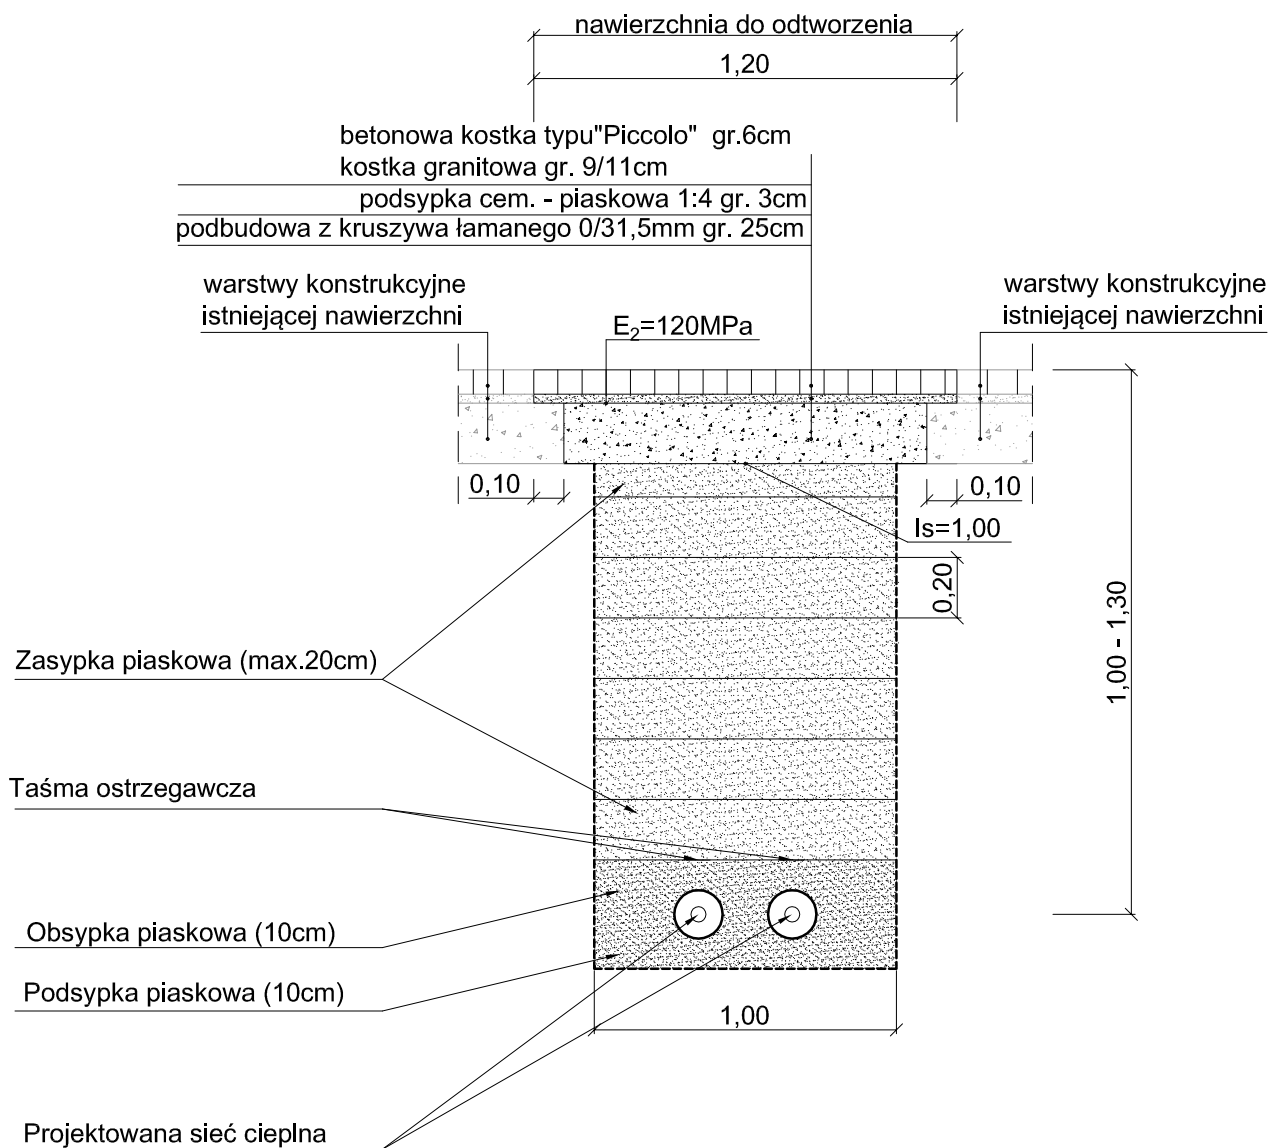 nawierzchnia do odtworzenia
1,20
betonowa kostka typu"Piccolo" gr.6cm
kostka granitowa gr. 9/11cm
podsypka cem. - piaskowa 1:4 gr. 3cm
podbudowa z kruszywa łamanego 0/31,5mm gr. 25cm
warstwy konstrukcyjne
istniejącej nawierzchni
warstwy konstrukcyjne
istniejącej nawierzchni
E2=120MPa
0,10
0,10
Is=1,00
0,20
1,00 - 1,30
Zasypka piaskowa (max.20cm)
Taśma ostrzegawcza
Obsypka piaskowa (10cm)
Podsypka piaskowa (10cm)
1,00
Projektowana sieć cieplna